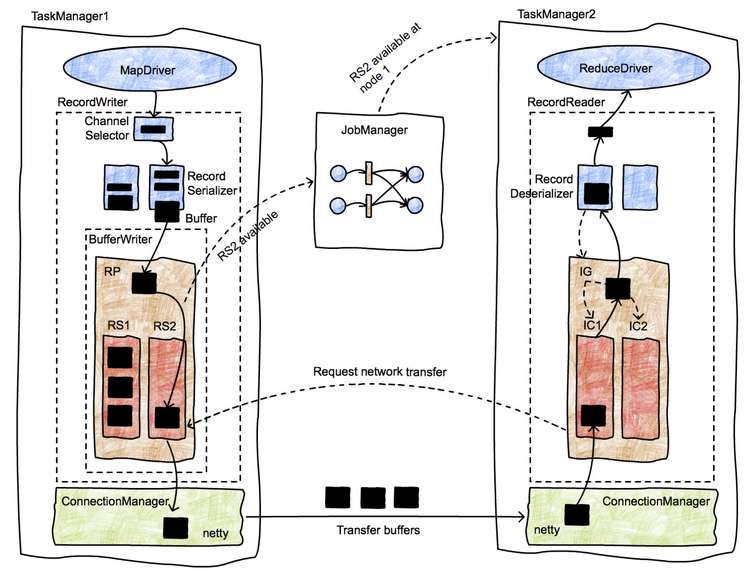 TaskManager1
MapDriver
RecordWriter
Channel
Selector
Record
Serializer
Buffer
BufferWriter
RP
RS1
RS2
ConnectionManager
netty
RS2 available
JobManager
RS2 available at
node 1
Request network transfer
Transfer buffers
TaskManager2
ReduceDriver
RecordReader
Record
Deserializer
IG
IC1
IC2
ConnectionManager
netty